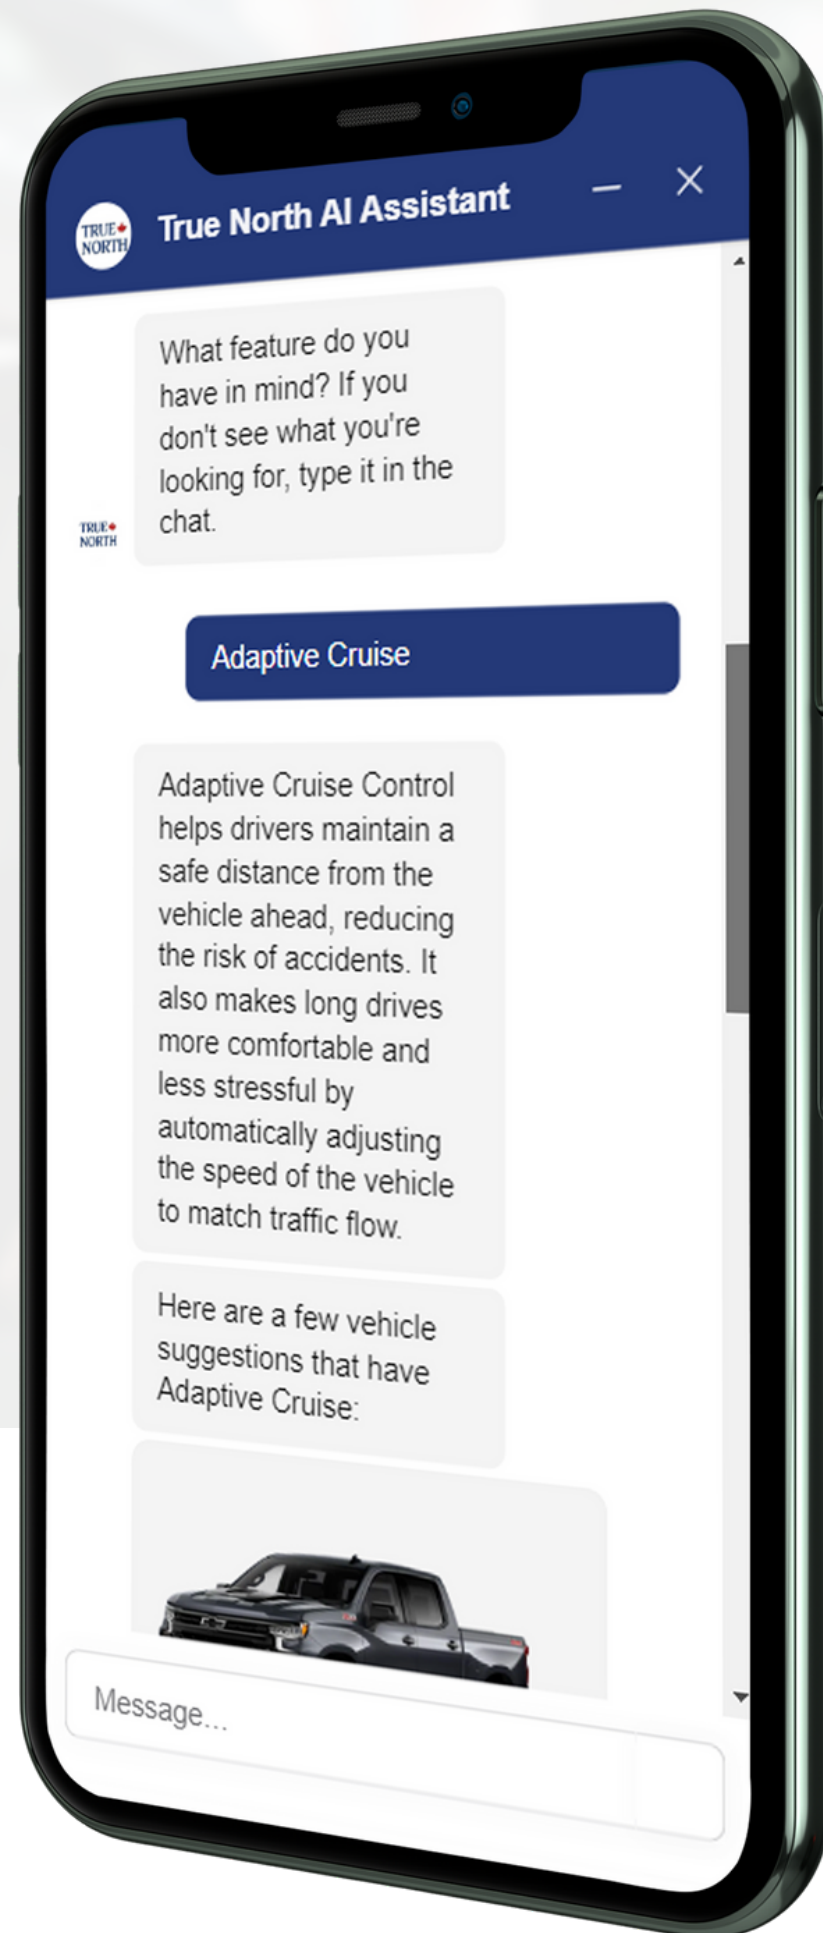 TRUE
NORTH
True North AI Assistant
What feature do you
have in mind? If you
don't see what you're
looking for, type it in the
chat.
TRUE
NORTH
Adaptive Cruise
Adaptive Cruise Control
helps drivers maintain a
safe distance from the
vehicle ahead, reducing
the risk of accidents. It
also makes long drives
more comfortable and
less stressful by
automatically adjusting
the speed of the vehicle
to match traffic flow.
Here are a few vehicle
suggestions that have
Adaptive Cruise:
Message...